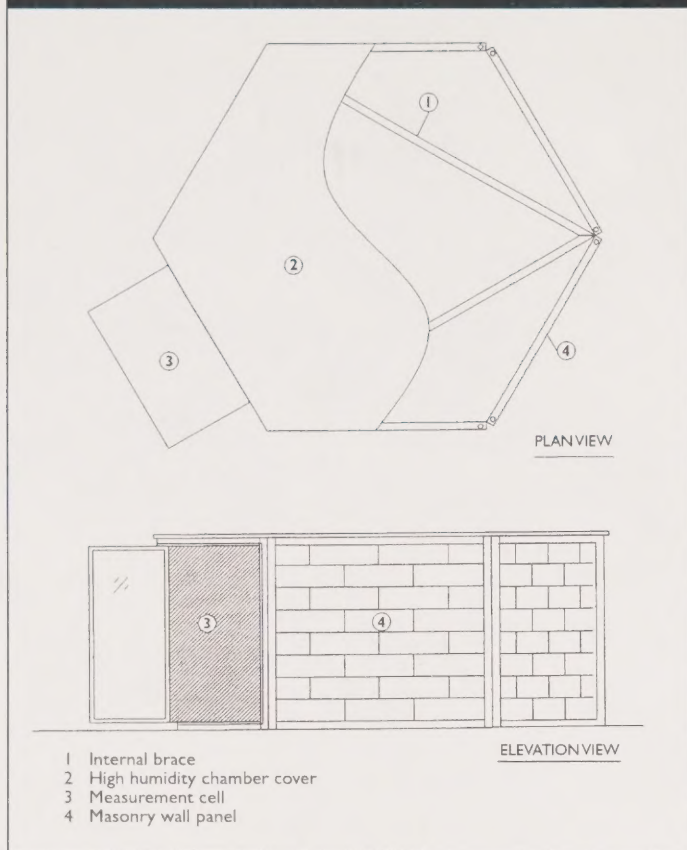 1
2
3
4
PLAN VIEW
3
4
ELEVATION VIEW
1 Internal brace
2 High humidity chamber cover
3 Measurement cell
4 Masonry wall panel